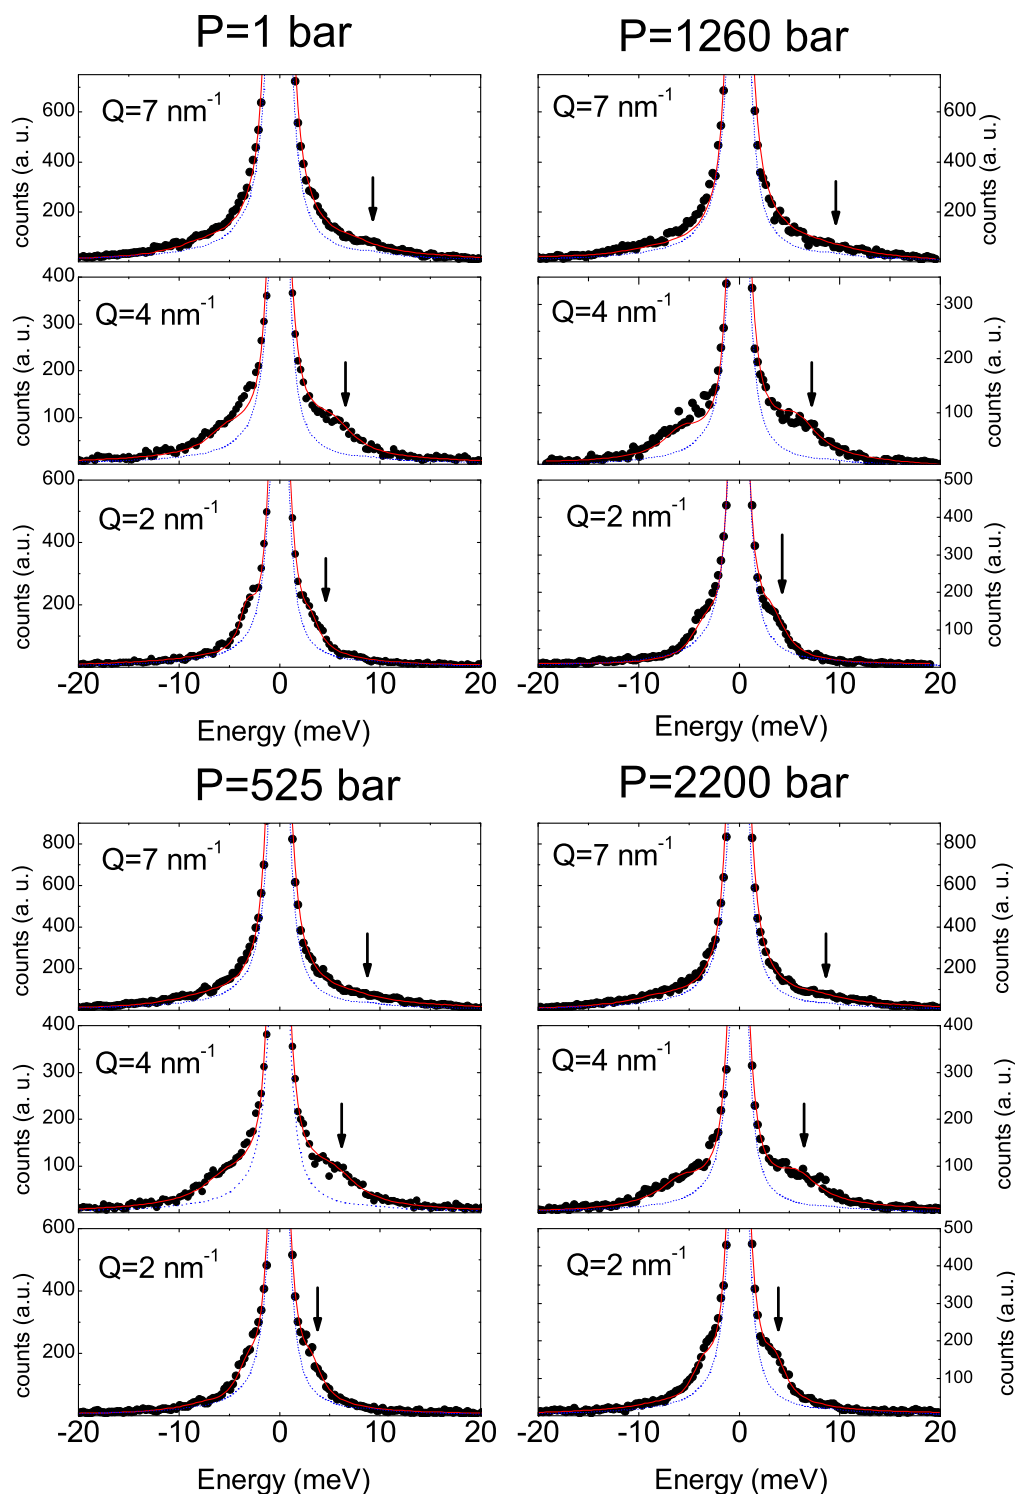 P=1 bar
P=1260 bar
Q=7 nm-1
600
400
200
counts (a. u.)
Q=7 nm-1
600
400
200
counts (a. u.)
Q=4 nm-1
400
300
200
100
counts (a. u.)
Q=4 nm-1
300
200
100
counts (a. u.)
Q=2 nm-1
600
400
200
counts (a.u.)
Q=2 nm-1
500
400
300
200
100
counts (a.u.)
-20 -10 0 10 20
-20 -10 0 10 20
Energy (meV)
Energy (meV)
P=525 bar
P=2200 bar
Q=7 nm-1
800
600
400
200
counts (a. u.)
Q=7 nm-1
800
600
400
200
counts (a. u.)
Q=4 nm-1
400
300
200
100
counts (a. u.)
Q=4 nm-1
400
300
200
100
counts (a. u.)
Q=2 nm-1
600
400
200
counts (a.u.)
Q=2 nm-1
500
400
300
200
100
counts (a.u.)
-20 -10 0 10 20
-20 -10 0 10 20
Energy (meV)
Energy (meV)